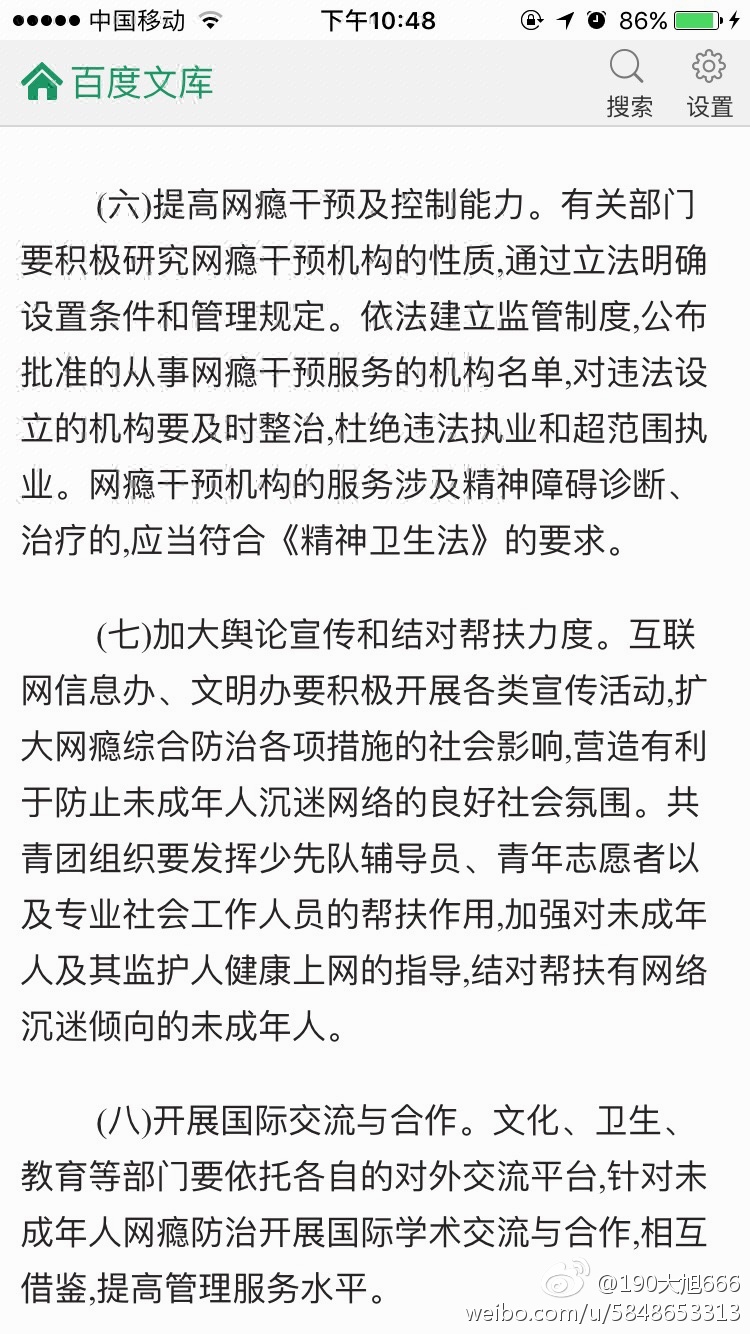 中国移动 下午10:48 86%
百度文库
搜索 设置
(六)提高网瘾干预及控制能力。有关部门
要积极研究网瘾干预机构的性质,通过立法明确
设置条件和管理规定。依法建立监管制度,公布
批准的从事网瘾干预服务的机构名单,对违法设
立的机构要及时整治,杜绝违法执业和超范围执
业。网瘾干预机构的服务涉及精神障碍诊断、
治疗的,应当符合《精神卫生法》的要求。
(七)加大舆论宣传和结对帮扶力度。互联
网信息办、文明办要积极开展各类宣传活动,扩
大网瘾综合防治各项措施的社会影响,营造有利
于防止未成年人沉迷网络的良好社会氛围。共
青团组织要发挥少先队辅导员、青年志愿者以
及专业社会工作人员的帮扶作用,加强对未成年
人及其监护人健康上网的指导,结对帮扶有网络
沉迷倾向的未成年人。
(八)开展国际交流与合作。文化、卫生、
教育等部门要依托各自的对外交流平台,针对未
成年人网瘾防治开展国际学术交流与合作,相互
借鉴,提高管理服务水平。
@190大旭666
weibo.com/u/5848653313